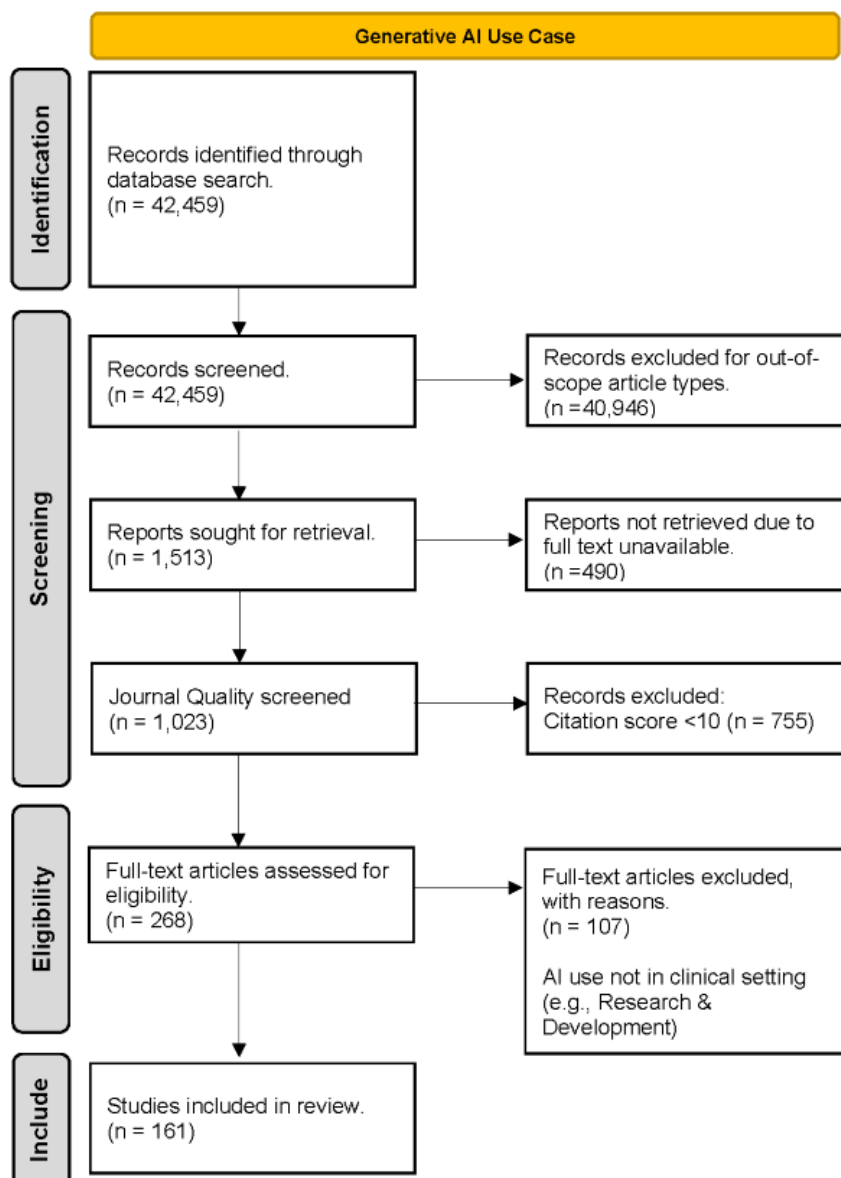 Generative AI Use Case
Identification
Records identified through
database search.
(n = 42,459)
Screening
Records screened.
(n = 42,459)
Records excluded for out-of-
scope article types.
(n =40,946)
Reports sought for retrieval.
(n = 1,513)
Reports not retrieved due to
full text unavailable.
(n =490)
Journal Quality screened
(n = 1,023)
Records excluded:
Citation score <10 (n = 755)
Eligibility
Full-text articles assessed for
eligibility.
(n = 268)
Full-text articles excluded,
with reasons.
(n = 107)
AI use not in clinical setting
(e.g., Research &
Development)
Include
Studies included in review.
(n = 161)